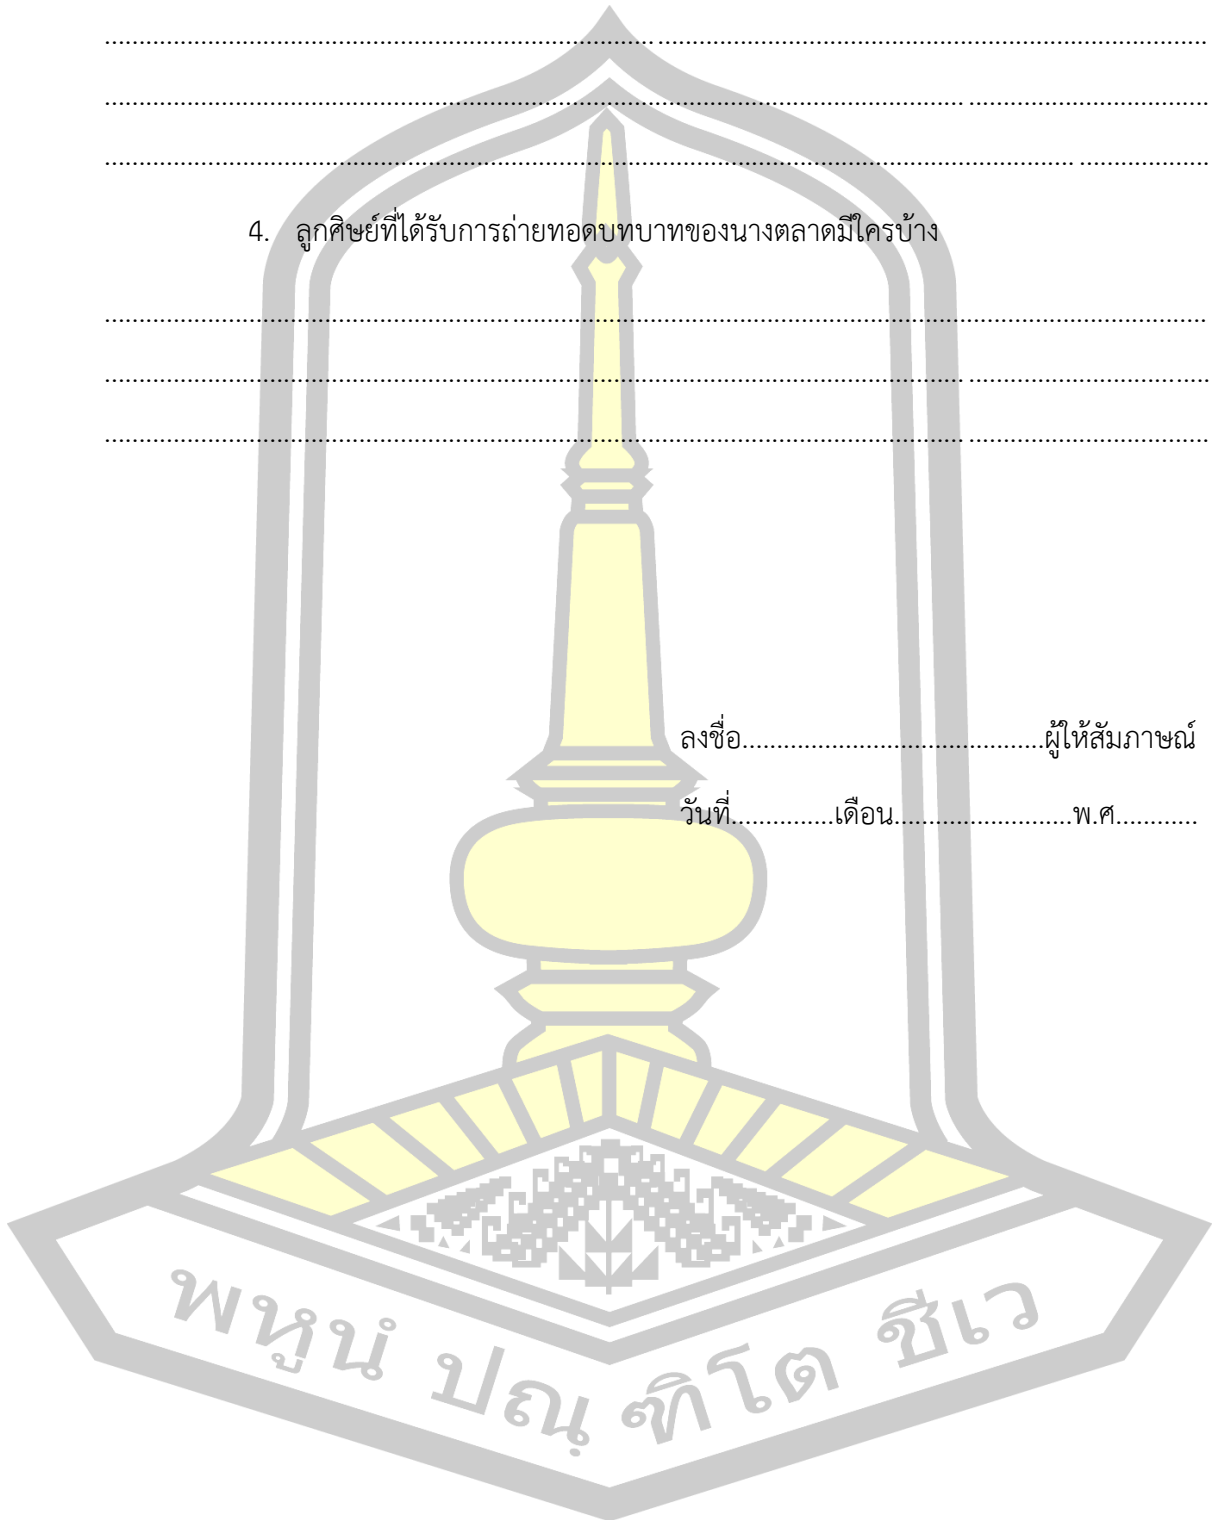 ................................................................................................................................................
................................................................................................................ ................................
.............................................................................................................................. ..................
4. ลูกศิษย์ที่ได้รับการถ่ายทอดบทบาทของนางตลาดมีใครบ้าง
................................................................................................................................................
................................................................................................................ ................................
................................................................................................................ ................................
ลงชื่อ............................................ผู้ให้สัมภาษณ์
วันที่...............เดือน..........................พ.ศ............
พหูนํ ปณฺ ฑิโต ชีเว